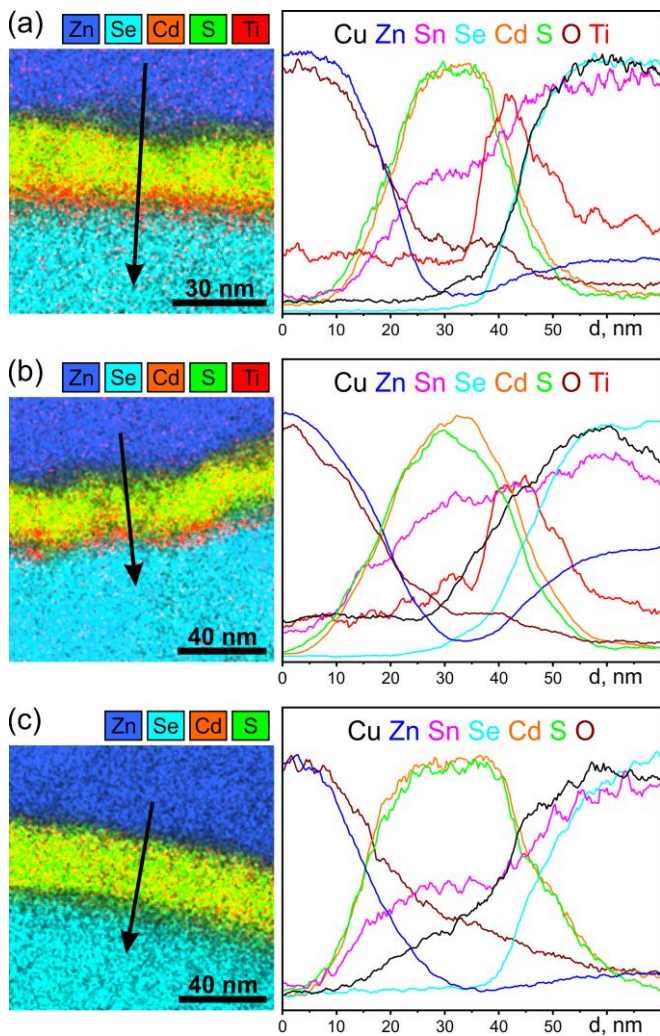 (a) Zn Se Cd S Ti
Cu Zn Sn Se Cd S O Ti
30 nm
0 10 20 30 40 50 d, nm
(b) Zn Se Cd S Ti
Cu Zn Sn Se Cd S O Ti
40 nm
0 10 20 30 40 50 d, nm
(c) Zn Se Cd S
Cu Zn Sn Se Cd S O
40 nm
0 10 20 30 40 50 d, nm